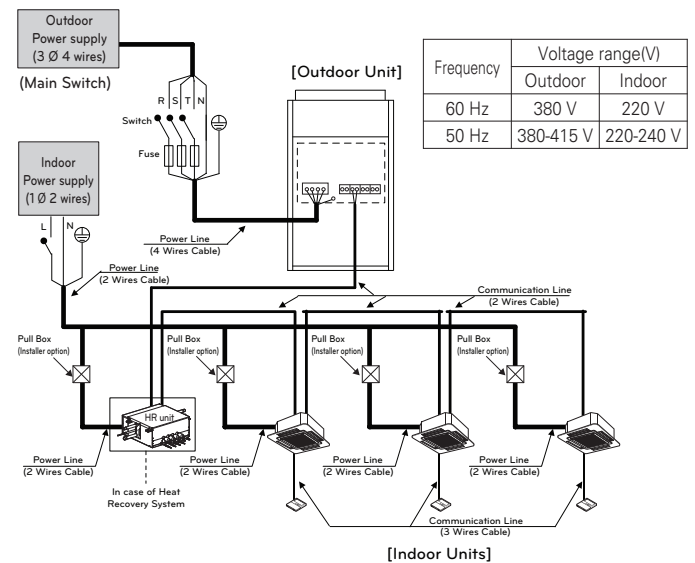 Outdoor
Power supply
(3 Ø 4 wires)
(Main Switch)
[Outdoor Unit]
Frequency
Voltage range(V)
Outdoor
Indoor
60 Hz
380 V
220 V
50 Hz
380-415 V
220-240 V
R S T N
Switch
Fuse
Indoor
Power supply
(1 Ø 2 wires)
L
N
Power Line
(4 Wires Cable)
Power Line
(2 Wires Cable)
Communication Line
(2 Wires Cable)
Pull Box
(Installer option)
Pull Box
(Installer option)
Pull Box
(Installer option)
Pull Box
(Installer option)
HR unit
Power Line
(2 Wires Cable)
Power Line
(2 Wires Cable)
Power Line
(2 Wires Cable)
Power Line
(2 Wires Cable)
In case of Heat
Recovery System
Communication Line
(3 Wires Cable)
[Indoor Units]